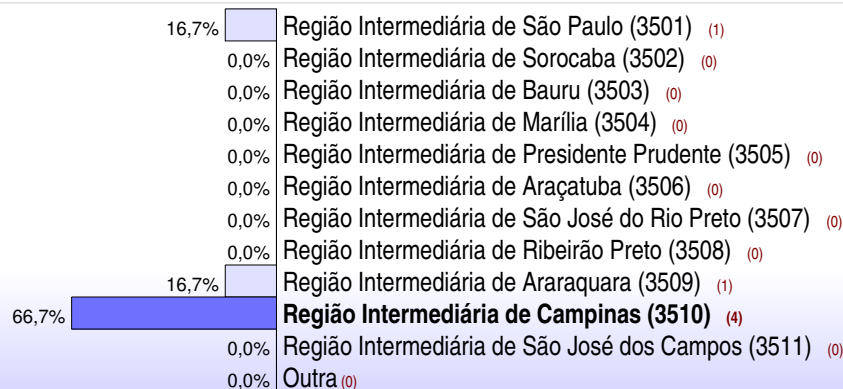 16,7% Região Intermediária de São Paulo (3501) (1)
0,0% Região Intermediária de Sorocaba (3502) (0)
0,0% Região Intermediária de Bauru (3503) (0)
0,0% Região Intermediária de Marília (3504) (0)
0,0% Região Intermediária de Presidente Prudente (3505) (0)
0,0% Região Intermediária de Araçatuba (3506) (0)
0,0% Região Intermediária de São José do Rio Preto (3507) (0)
0,0% Região Intermediária de Ribeirão Preto (3508) (0)
16,7% Região Intermediária de Araraquara (3509) (1)
66,7% Região Intermediária de Campinas (3510) (4)
0,0% Região Intermediária de São José dos Campos (3511) (0)
0,0% Outra (0)